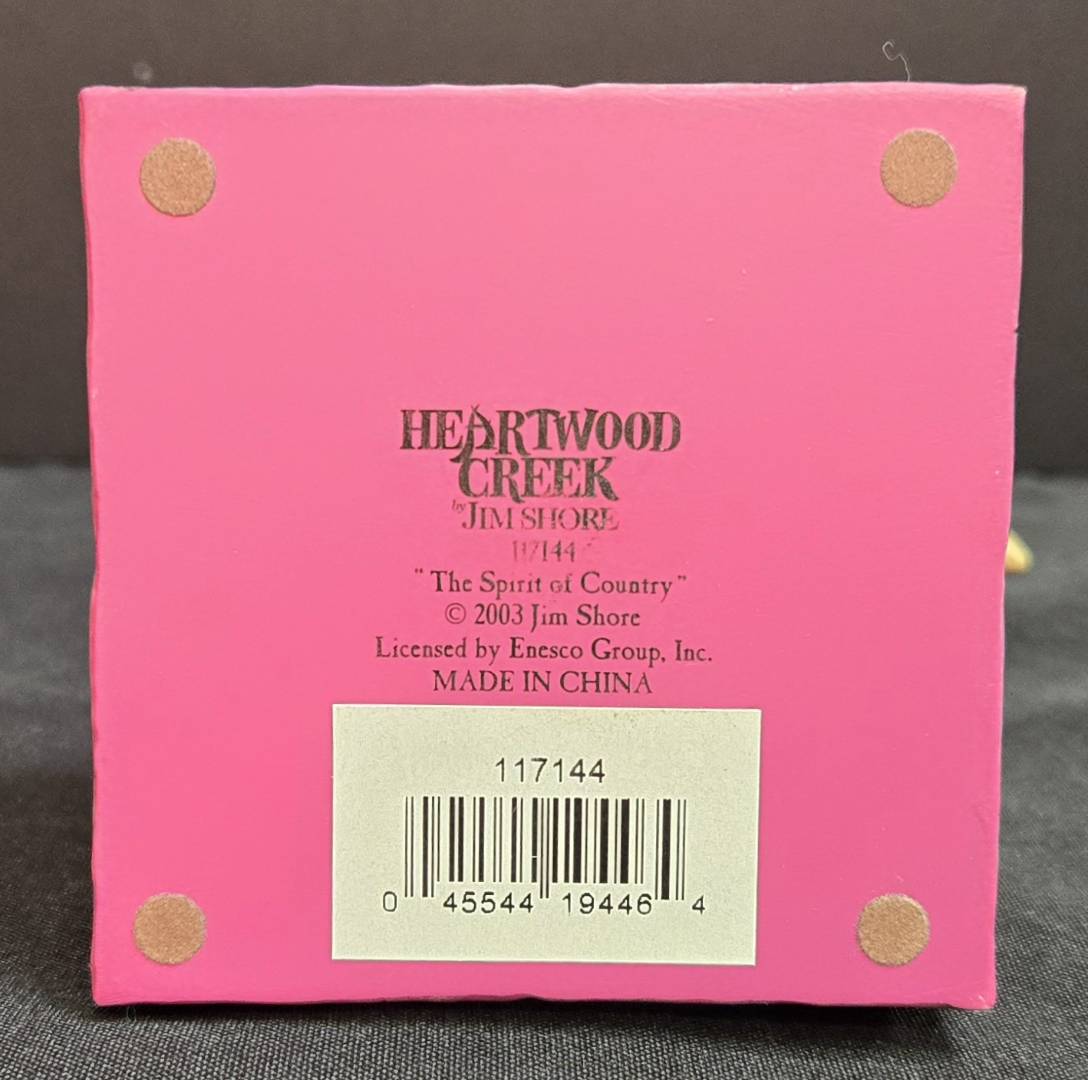 HEARTWOOD
CREEK
by JIM SHORE
117144
"The Spirit of Country"
© 2003 Jim Shore
Licensed by Enesco Group, Inc.
MADE IN CHINA
117144
0 45544 19446 4